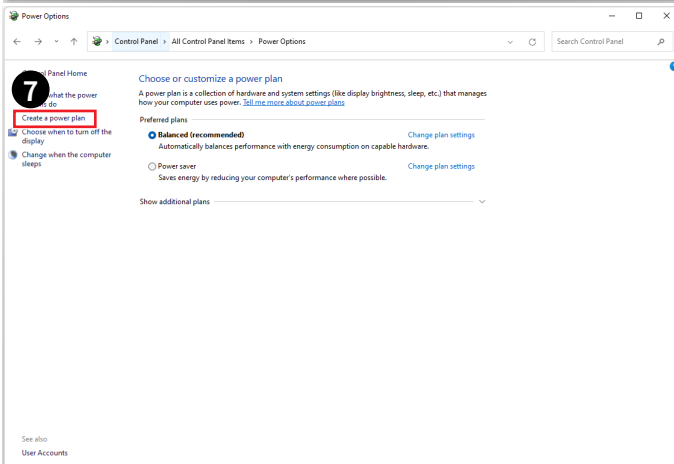 Power Options
Control Panel > All Control Panel Items > Power Options
Search Control Panel
Panel Home
7
what the power
do
Create a power plan
Choose when to turn off the
display
Change when the computer
sleeps
Choose or customize a power plan
A power plan is a collection of hardware and system settings (like display brightness, sleep, etc.) that manages
how your computer uses power. Tell me more about power plans
Preferred plans
Balanced (recommended)
Change plan settings
Automatically balances performance with energy consumption on capable hardware.
Power saver
Change plan settings
Saves energy by reducing your computer's performance where possible.
Show additional plans
See also
User Accounts